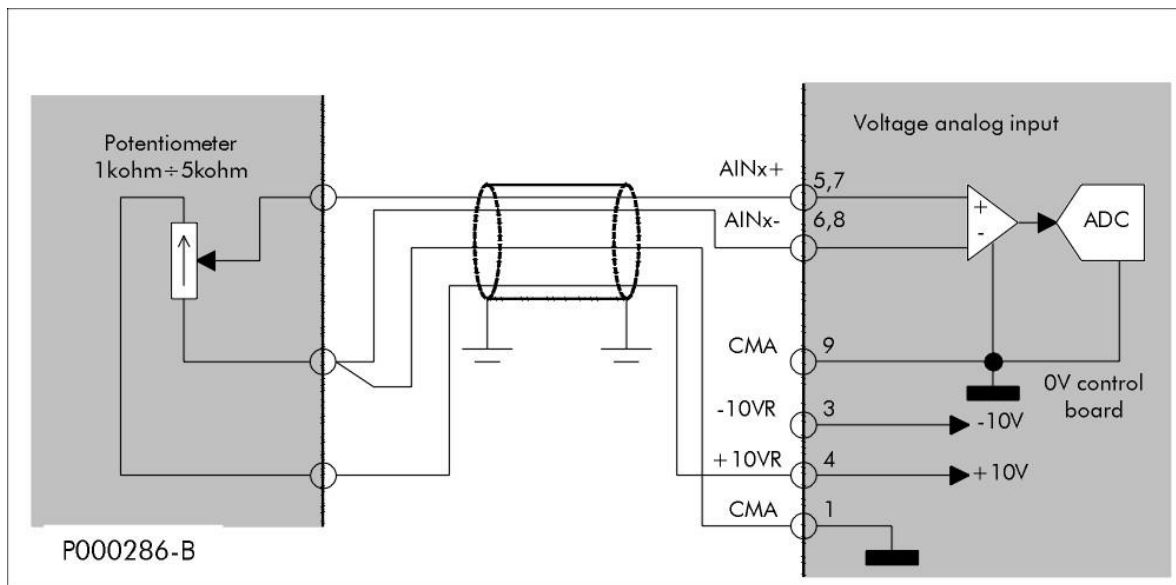 Potentiometer
1kohm÷5kohm
Voltage analog input
AINx+
5,7
AINx-
6,8
+
-
ADC
CMA
9
0V control
board
-10VR
3
-10V
+10VR
4
+10V
CMA
1
P000286-B